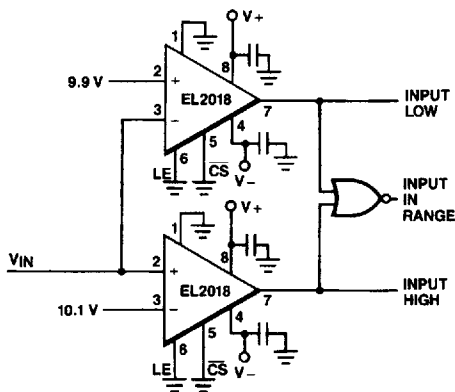 V+
1
8
9.9 V
2
+
EL2018
7
INPUT
LOW
3
−
4
5
6
LE
CS
V−
INPUT
IN
RANGE
V+
1
8
VIN
2
+
EL2018
7
INPUT
HIGH
10.1 V
3
−
4
5
6
LE
CS
V−